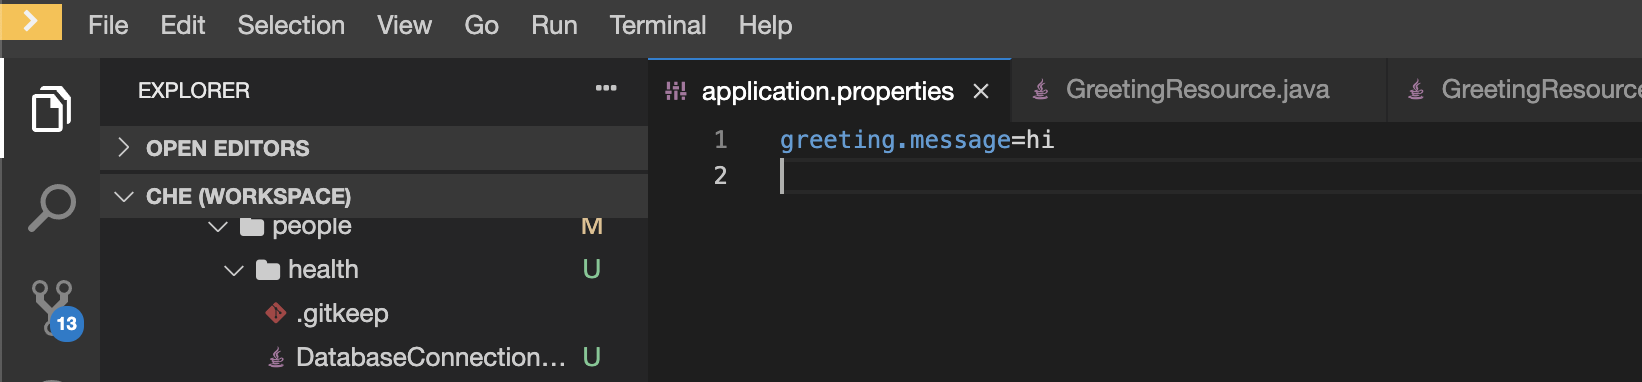 File Edit Selection View Go Run Terminal Help
EXPLORER ...
OPEN EDITORS
CHE (WORKSPACE)
people M
health U
.gitkeep
DatabaseConnection... U
13
application.properties GreetingResource.java GreetingResource
1 greeting.message=hi
2